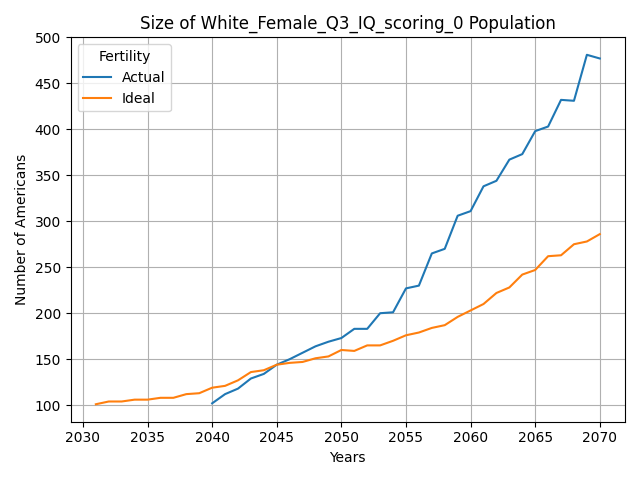 Size of White_Female_Q3_IQ_scoring_0 Population
Number of Americans
500
450
400
350
300
250
200
150
100
Fertility
Actual
Ideal
2030 2035 2040 2045 2050 2055 2060 2065 2070
Years